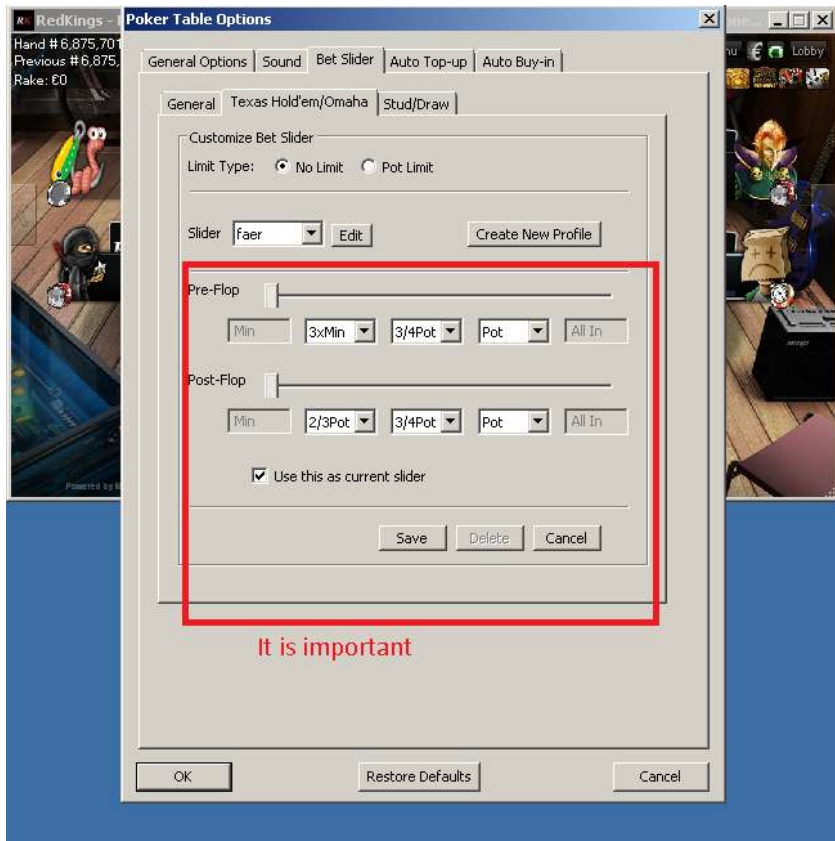 RK RedKings -
Poker Table Options
Hand #6,875,701
Previous #6,875,
Rake: €0
nu € Lobby
General Options Sound Bet Slider Auto Top-up Auto Buy-in
General Texas Hold'em/Omaha Stud/Draw
Customize Bet Slider
Limit Type: No Limit Pot Limit
Slider faer Edit Create New Profile
Pre-Flop
Min 3xMin 3/4Pot Pot All In
Post-Flop
Min 2/3Pot 3/4Pot Pot All In
Use this as current slider
Powered by M
Save Delete Cancel
It is important
OK Restore Defaults Cancel